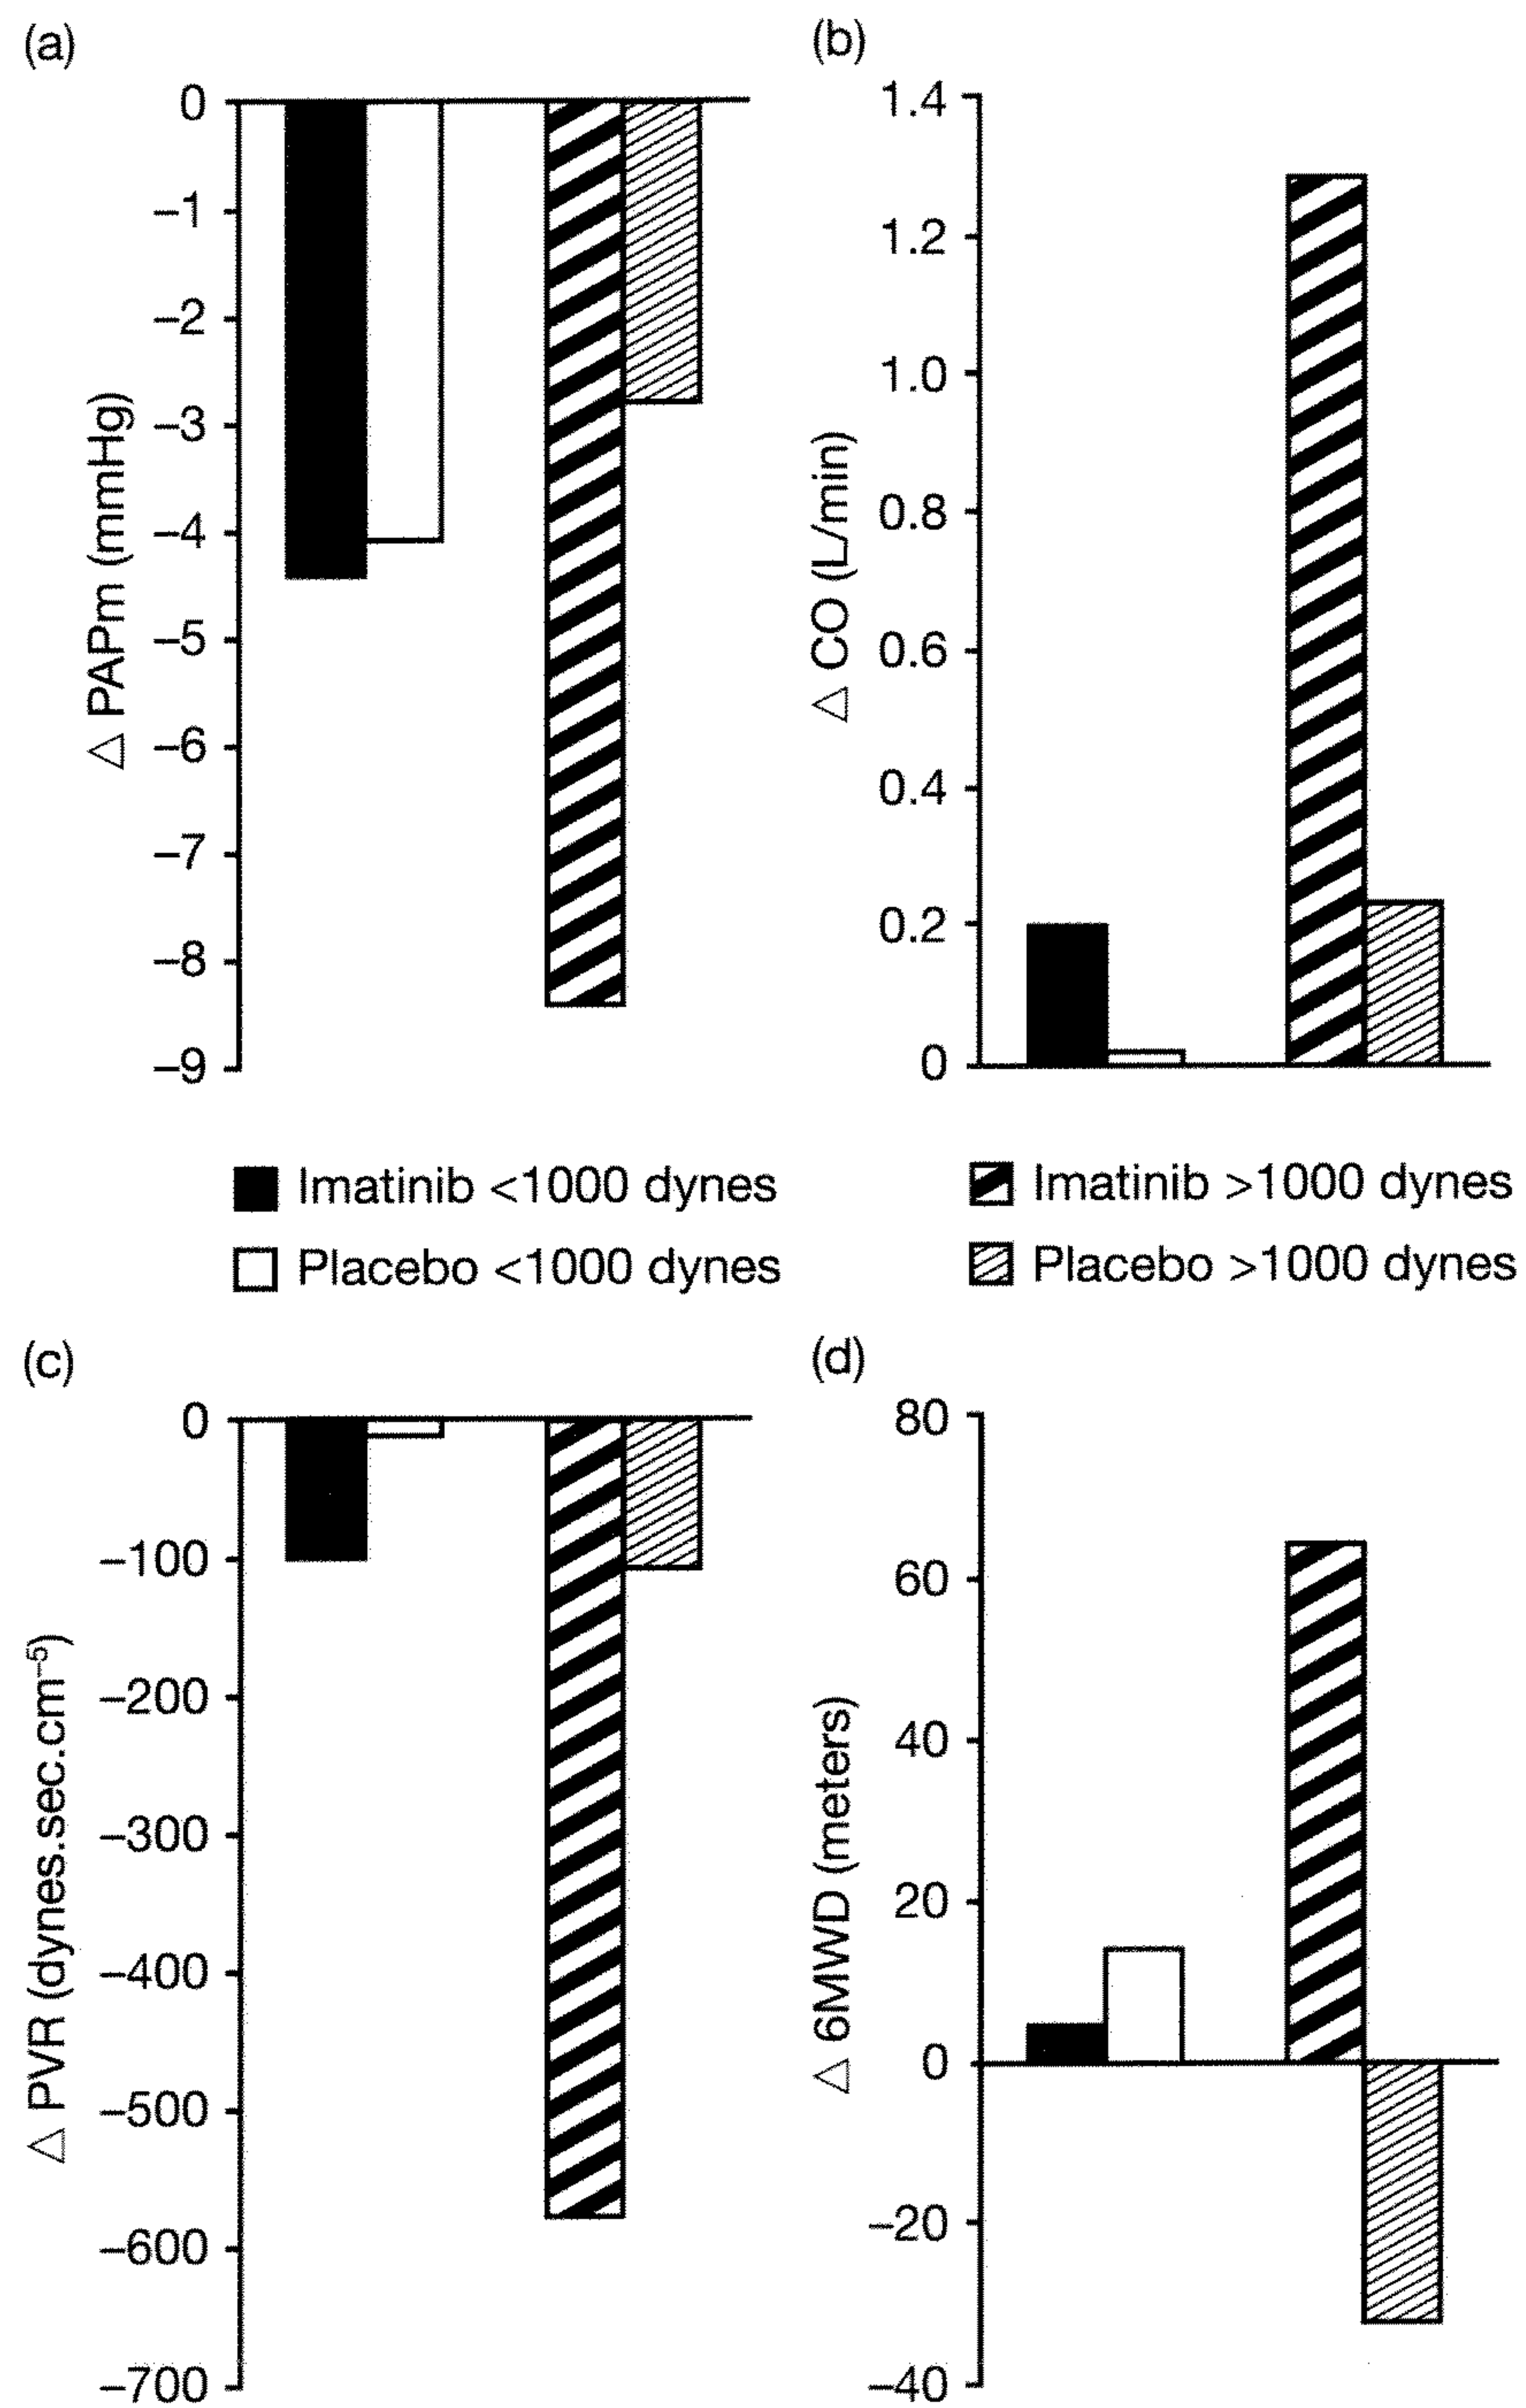 (a)
0
−1
−2
−3
−4
−5
−6
−7
−8
−9
△ PAPm (mmHg)
(b)
1.4
1.2
1.0
0.8
0.6
0.4
0.2
0
△ CO (L/min)
Imatinib <1000 dynes
Placebo <1000 dynes
Imatinib >1000 dynes
Placebo >1000 dynes
(c)
0
−100
−200
−300
−400
−500
−600
−700
△ PVR (dynes.sec.cm⁻⁵)
(d)
80
60
40
20
0
−20
−40
△ 6MWD (meters)